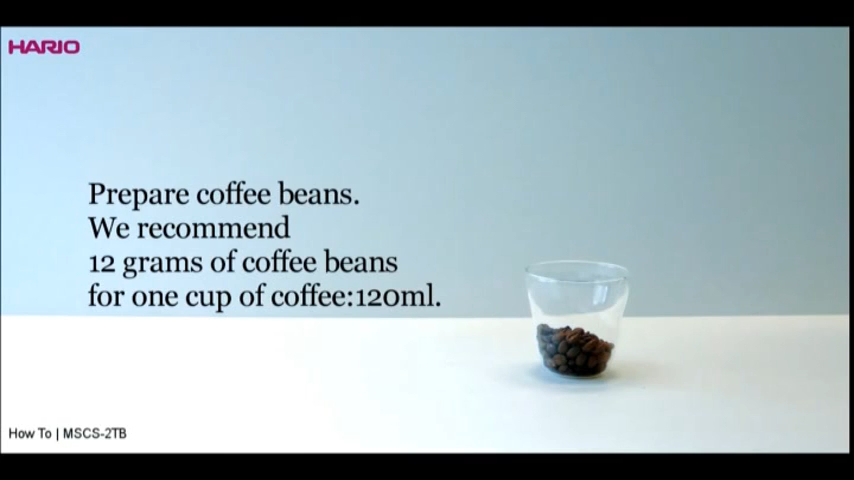 HARIO
Prepare coffee beans.
We recommend
12 grams of coffee beans
for one cup of coffee:120ml.
How To | MSCS-2TB